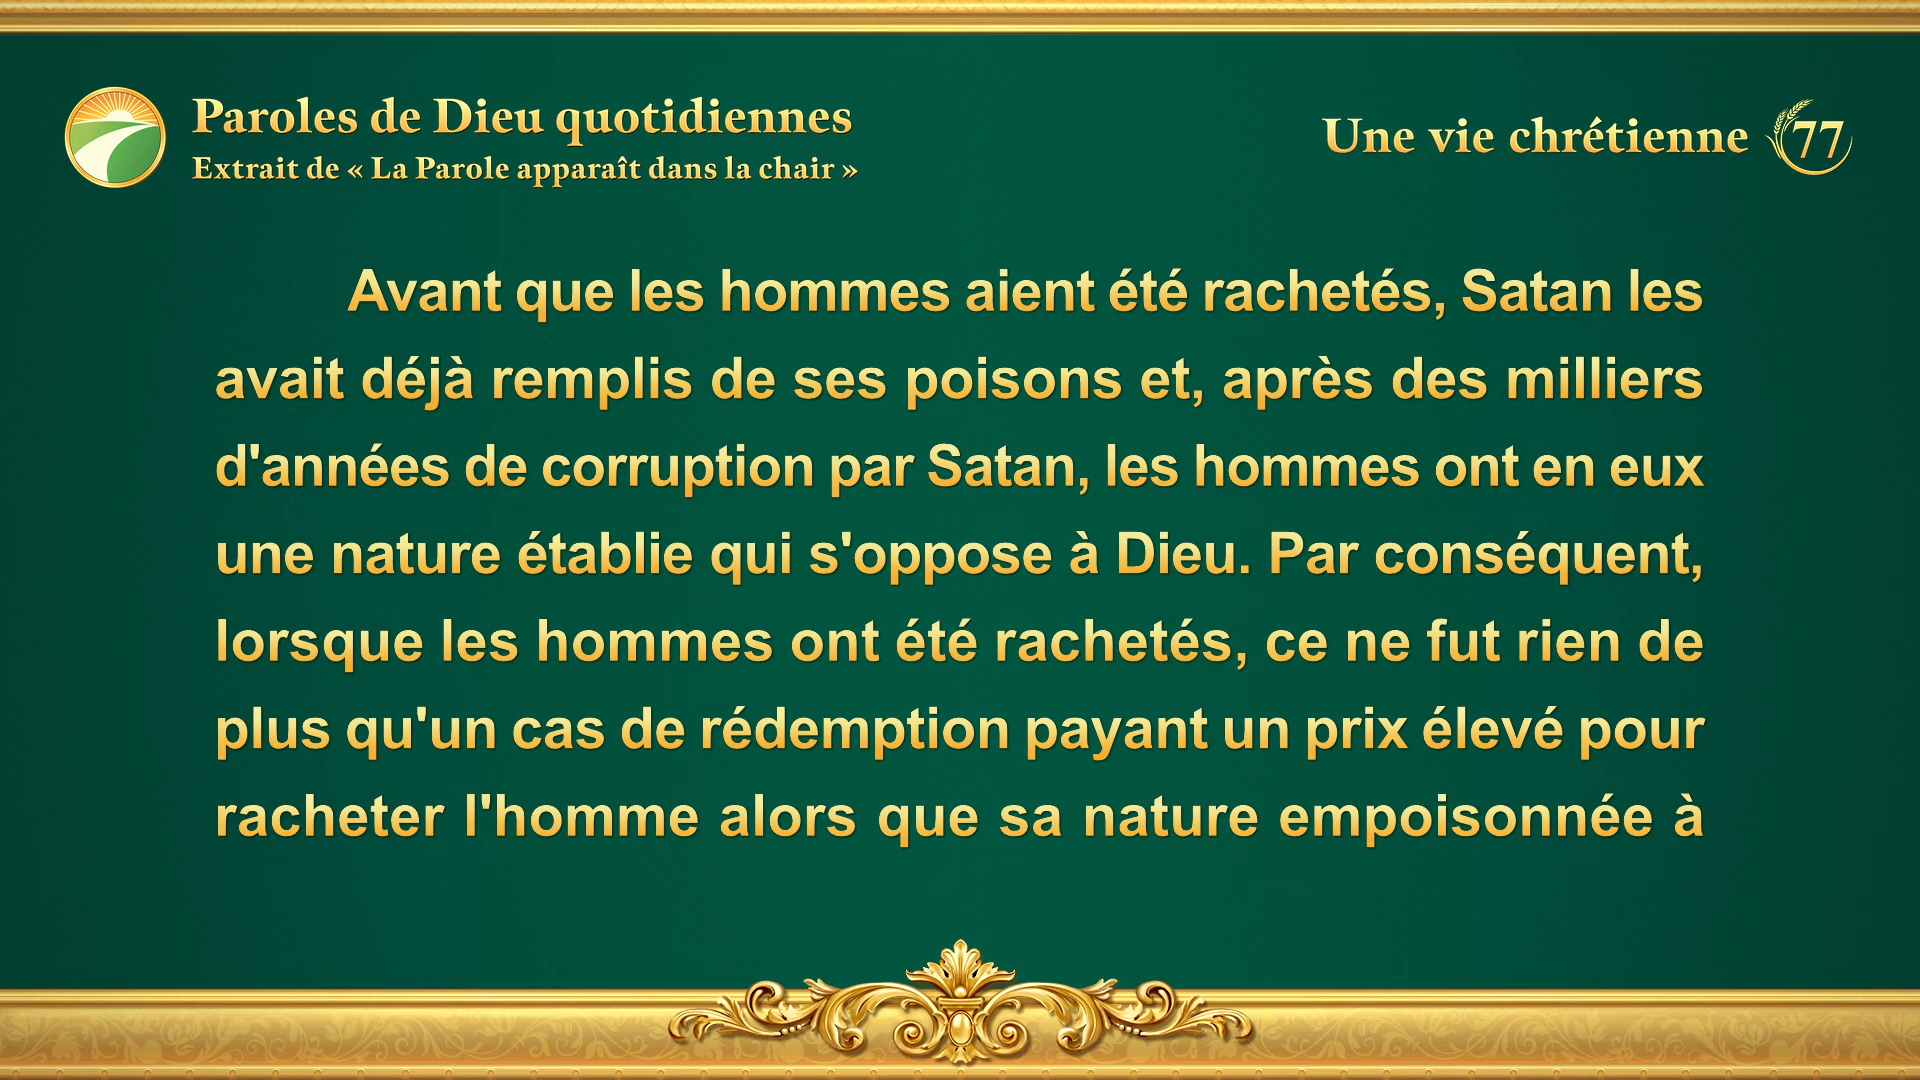 Paroles de Dieu quotidiennes
Extrait de « La Parole apparaît dans la chair »
Une vie chrétienne 77
Avant que les hommes aient été rachetés, Satan les
avait déjà remplis de ses poisons et, après des milliers
d'années de corruption par Satan, les hommes ont en eux
une nature établie qui s'oppose à Dieu. Par conséquent,
lorsque les hommes ont été rachetés, ce ne fut rien de
plus qu'un cas de rédemption payant un prix élevé pour
racheter l'homme alors que sa nature empoisonnée à